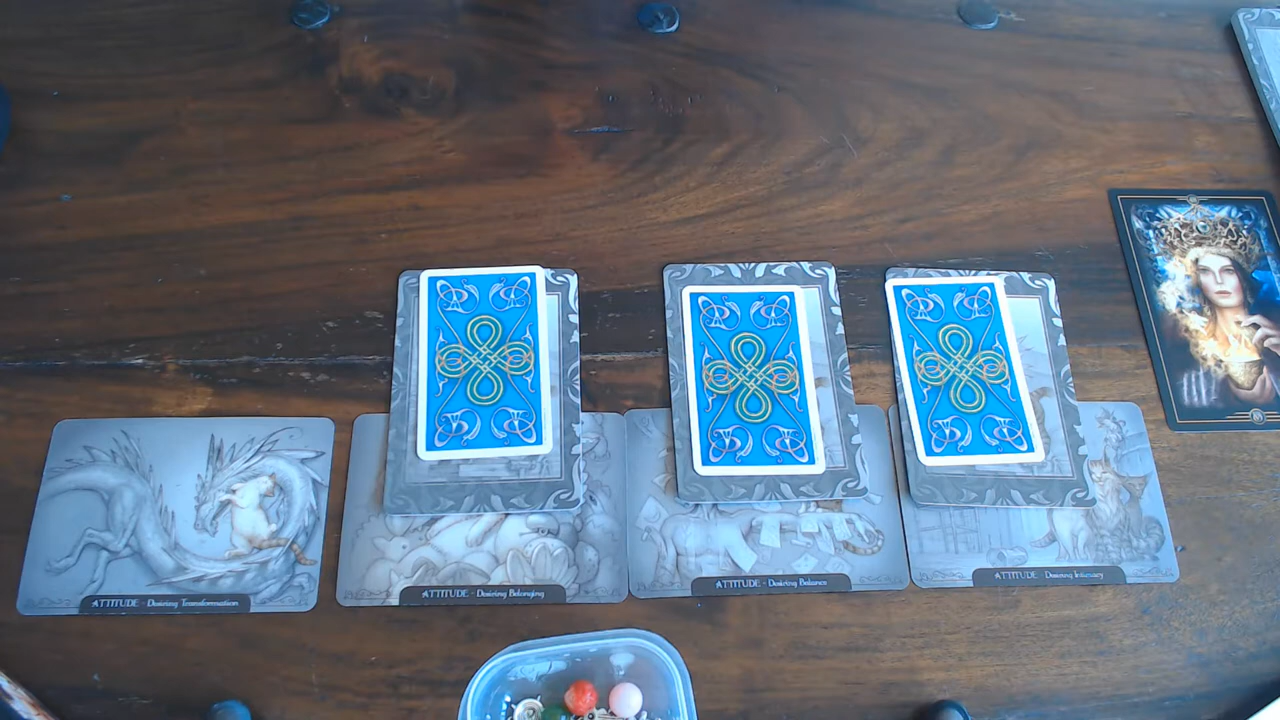 ATTITUDE - Desiring Transformation
ATTITUDE - Desiring Belonging
ATTITUDE - Desiring Balance
ATTITUDE - Desiring Intimacy